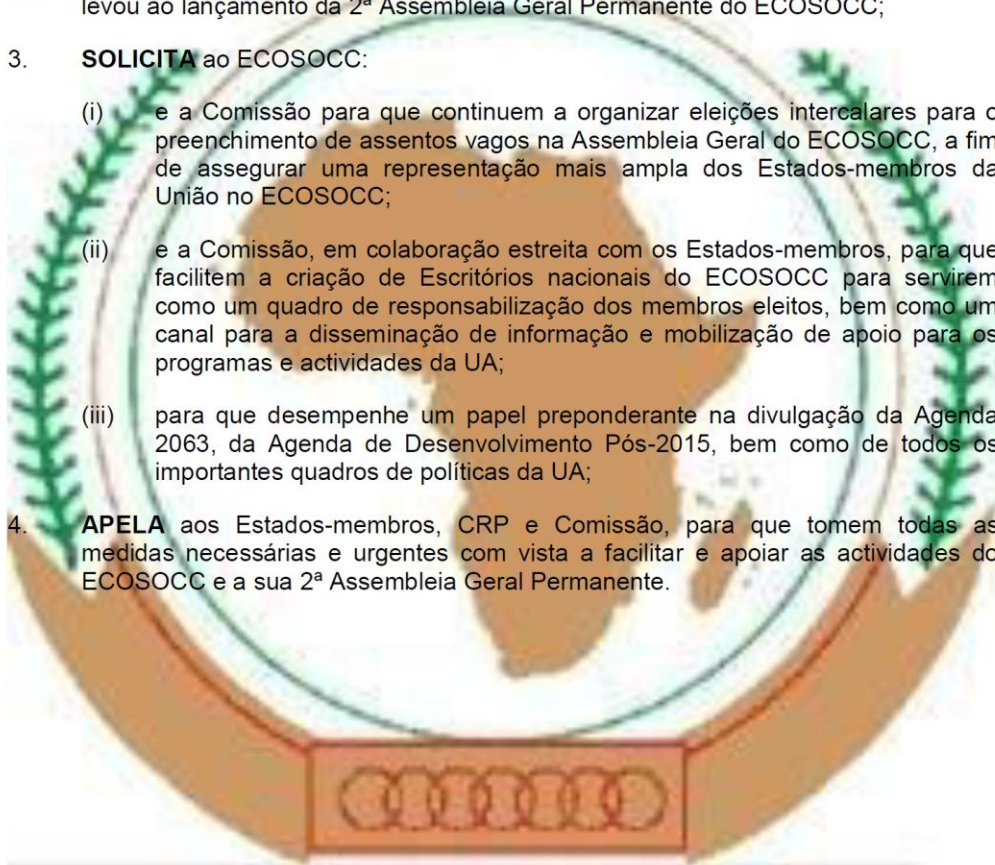 levou ao lançamento da 2ª Assembleia Geral Permanente do ECOSOCC;
3. SOLICITA ao ECOSOCC:
(i) e a Comissão para que continuem a organizar eleições intercalares para o
preenchimento de assentos vagos na Assembleia Geral do ECOSOCC, a fim
de assegurar uma representação mais ampla dos Estados-membros da
União no ECOSOCC;
(ii) e a Comissão, em colaboração estreita com os Estados-membros, para que
facilitem a criação de Escritórios nacionais do ECOSOCC para servirem
como um quadro de responsabilização dos membros eleitos, bem como um
canal para a disseminação de informação e mobilização de apoio para os
programas e actividades da UA;
(iii) para que desempenhe um papel preponderante na divulgação da Agenda
2063, da Agenda de Desenvolvimento Pós-2015, bem como de todos os
importantes quadros de políticas da UA;
4. APELA aos Estados-membros, CRP e Comissão, para que tomem todas as
medidas necessárias e urgentes com vista a facilitar e apoiar as actividades do
ECOSOCC e a sua 2ª Assembleia Geral Permanente.